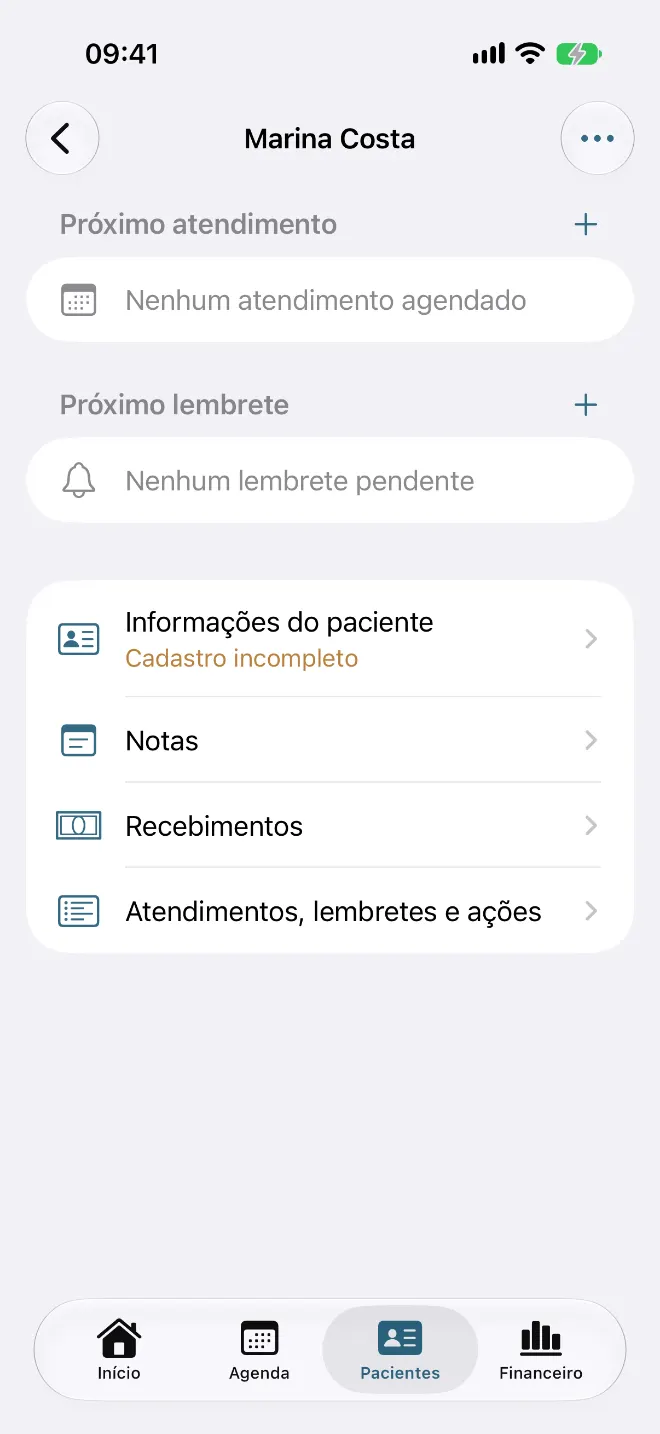 09:41
Marina Costa
Próximo atendimento
Nenhum atendimento agendado
Próximo lembrete
Nenhum lembrete pendente
Informações do paciente
Cadastro incompleto
Notas
Recebimentos
Atendimentos, lembretes e ações
Início
Agenda
Pacientes
Financeiro